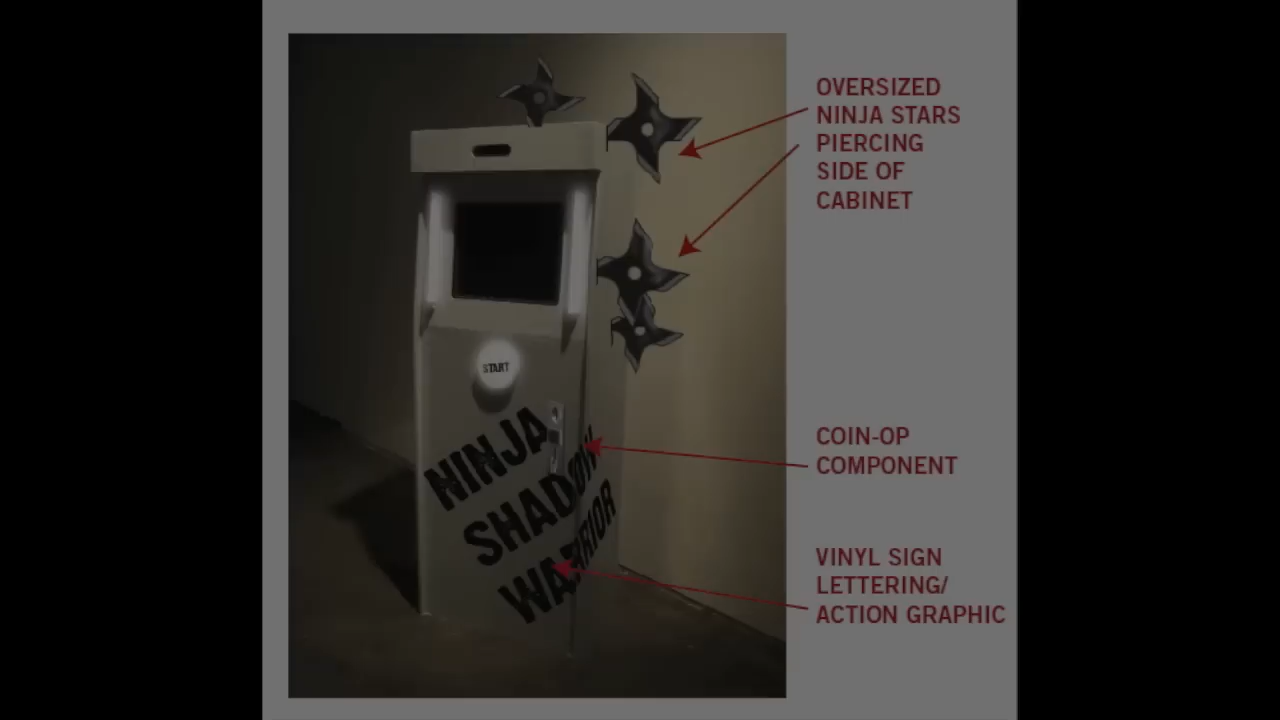 OVERSIZED
NINJA STARS
PIERCING
SIDE OF
CABINET
START
NINJA
SHADOW
WARRIOR
COIN-OP
COMPONENT
VINYL SIGN
LETTERING/
ACTION GRAPHIC